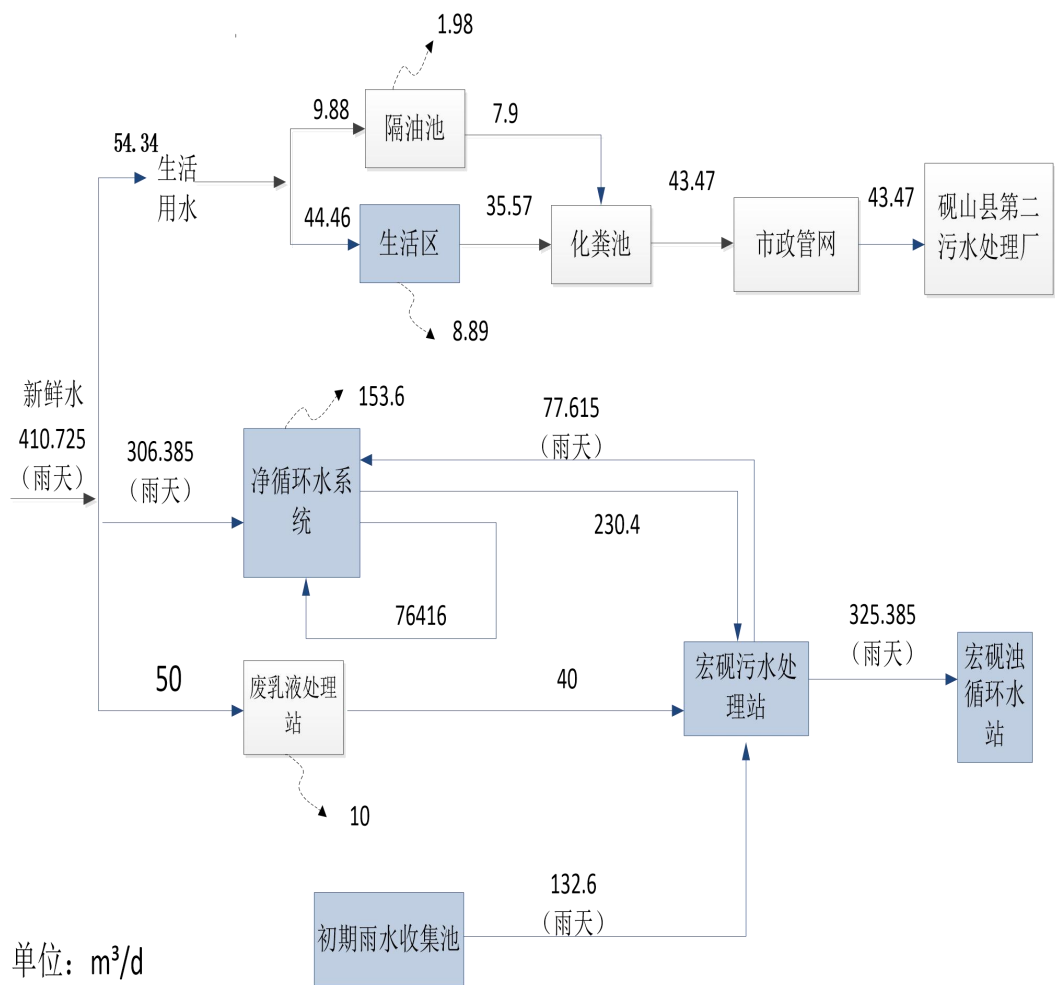 1.98
9.88
隔油池
7.9
54.34
生活
用水
44.46
生活区
35.57
化粪池
43.47
市政管网
43.47
砚山县第二
污水处理厂
8.89
新鲜水
410.725
（雨天）
306.385
（雨天）
153.6
净循环水系
统
77.615
（雨天）
230.4
76416
50
废乳液处理
站
40
10
宏砚污水处
理站
325.385
（雨天）
宏砚浊
循环水
站
132.6
（雨天）
初期雨水收集池
单位：m³/d